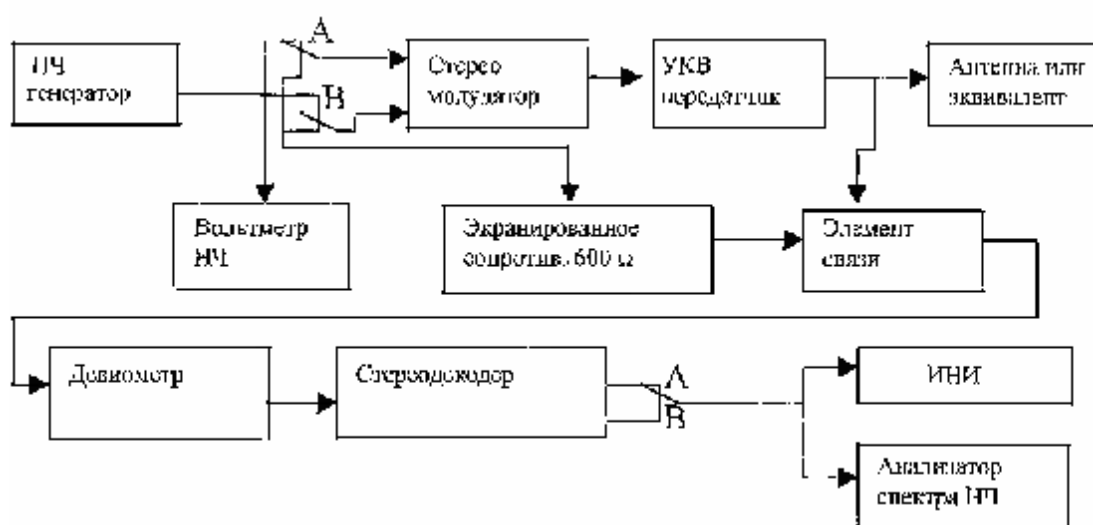 НЧ
генератор
A
B
Стерео
модулятор
УКВ
передатчик
Антенна или
эквивалент
Вольтметр
НЧ
Экранированное
сопротив. 600 Ω
Элемент
связи
Девиометр
Стереодекодер
A
B
ИНИ
Анализатор
спектра НЧ